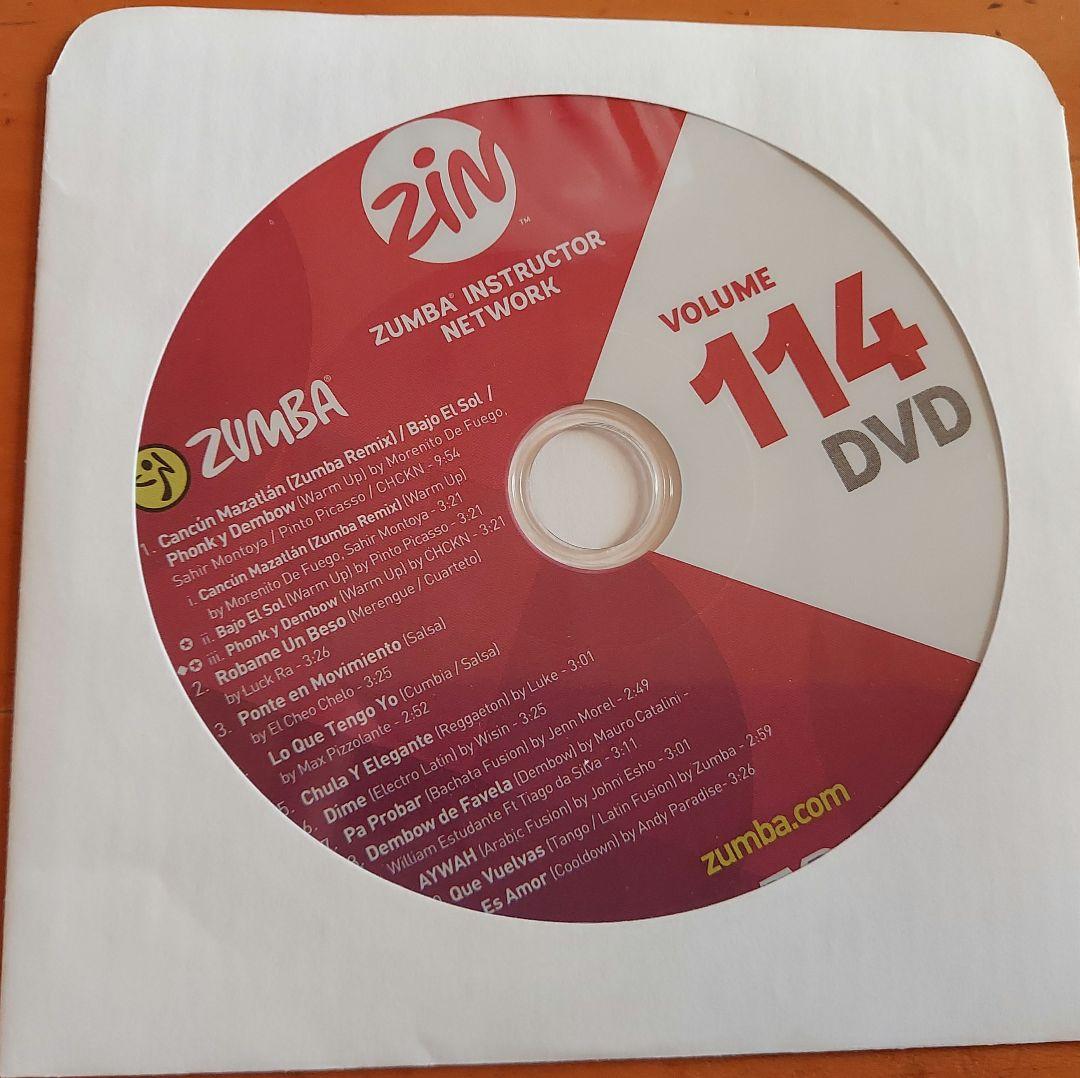 ZiN™
ZUMBA® INSTRUCTOR
NETWORK
VOLUME
114
DVD
ZUMBA®
1. Cancún Mazatlán (Zumba Remix) / Bajo El Sol /
Phonk y Dembow (Warm Up) by Morenito De Fuego,
Sahir Montoya / Pinto Picasso / CHCKN - 9:54
i. Cancún Mazatlán (Zumba Remix) (Warm Up)
by Morenito De Fuego, Sahir Montoya - 3:21
ii. Bajo El Sol (Warm Up) by Pinto Picasso - 3:21
iii. Phonk y Dembow (Warm Up) by CHCKN - 3:21
2. Robame Un Beso (Merengue / Cuarteto)
by Luck Ra - 3:26
3. Ponte en Movimiento (Salsa)
by El Cheo Chelo - 3:25
Lo Que Tengo Yo (Cumbia / Salsa)
by Max Pizzolante - 2:52
5. Chula Y Elegante (Reggaeton) by Luke - 3:01
6. Dime (Electro Latin) by Wisin - 3:25
7. Pa Probar (Bachata Fusion) by Jenn Morel - 2:49
8. Dembow de Favela (Dembow) by Mauro Catalini -
William Estudante Ft Tiago da Silva - 3:11
AYWAH (Arabic Fusion) by Johni Esho - 3:01
Que Vuelvas (Tango / Latin Fusion) by Zumba - 2:59
Es Amor (Cooldown) by Andy Paradise- 3:26
zumba.com